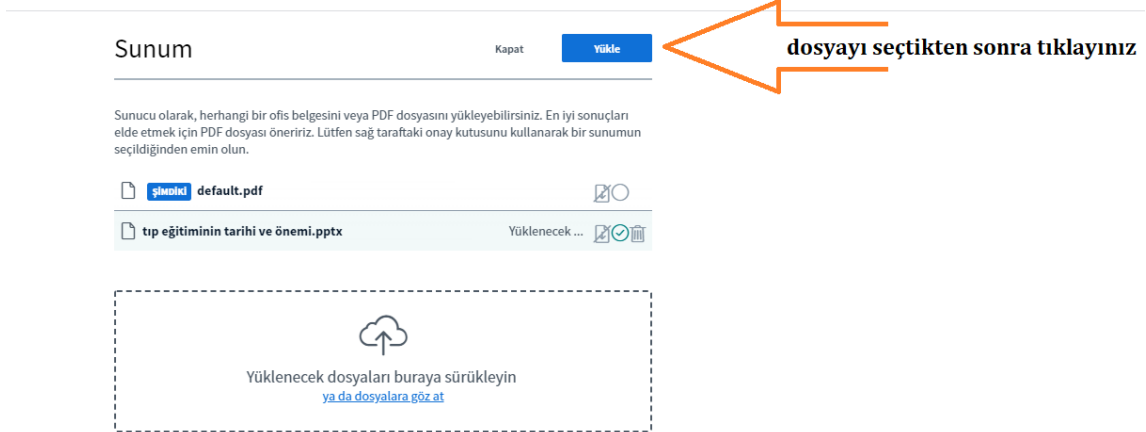 Sunum
Kapat
Yükle
dosyayı seçtikten sonra tıklayınız
Sunucu olarak, herhangi bir ofis belgesini veya PDF dosyasını yükleyebilirsiniz. En iyi sonuçları
elde etmek için PDF dosyası öneririz. Lütfen sağ taraftaki onay kutusunu kullanarak bir sunumun
seçildiğinden emin olun.
ŞİMDİKİ default.pdf
tıp eğitiminin tarihi ve önemi.pptx Yüklenecek ...
Yüklenecek dosyaları buraya sürükleyin
ya da dosyalara göz at